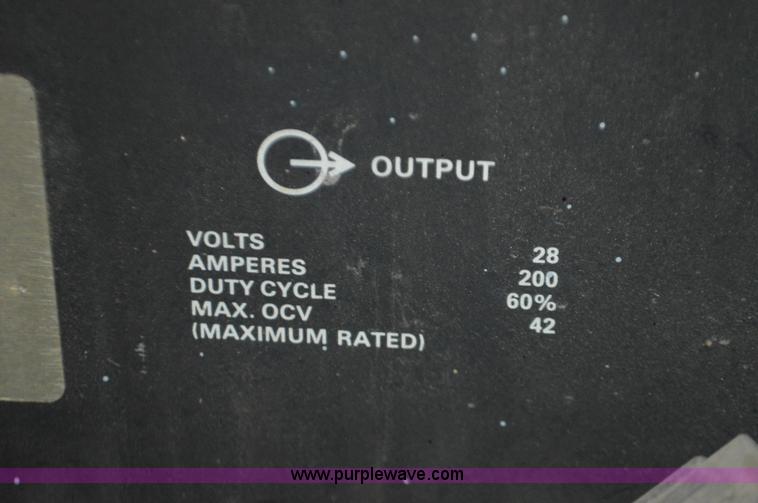 OUTPUT
VOLTS 28
AMPERES 200
DUTY CYCLE 60%
MAX. OCV 42
(MAXIMUM RATED)
www.purplewave.com